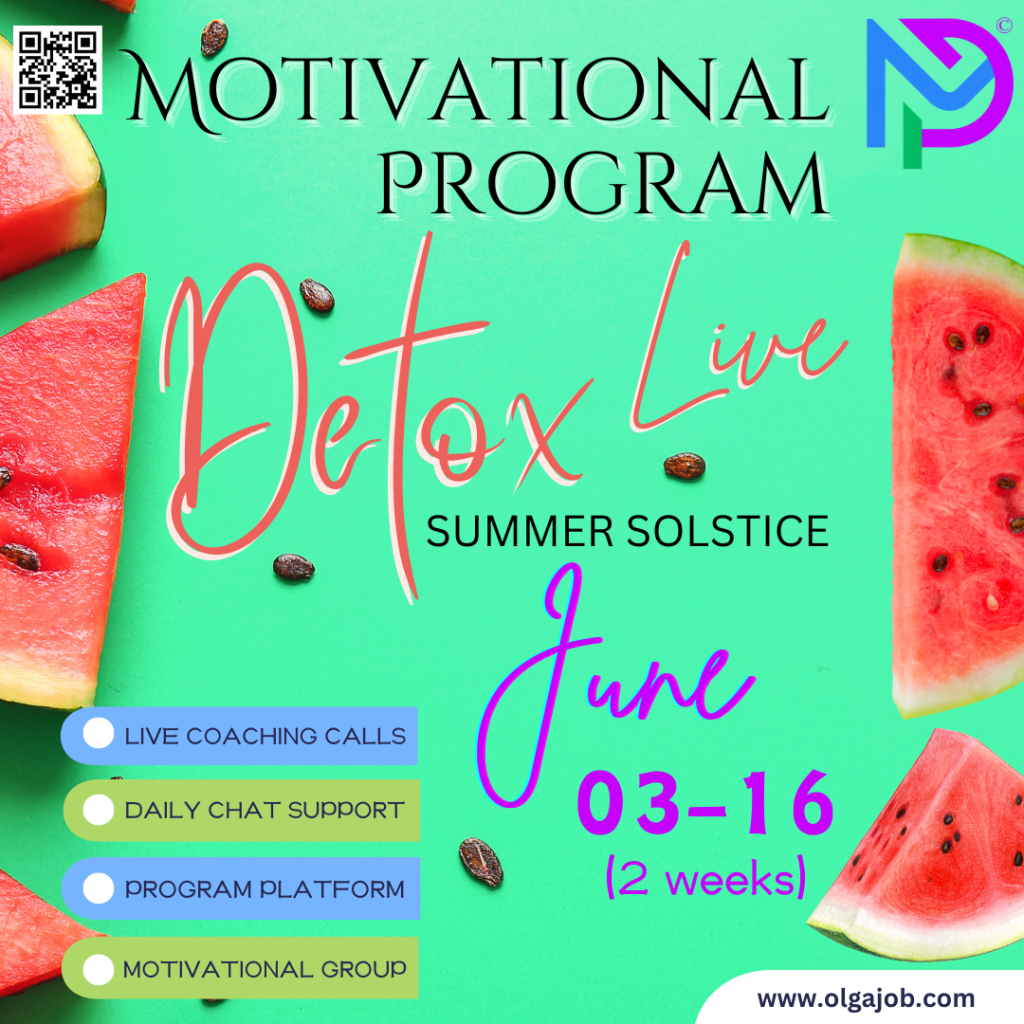 MOTIVATIONAL
PROGRAM
Detox Live
SUMMER SOLSTICE
June
03-16
(2 weeks)
LIVE COACHING CALLS
DAILY CHAT SUPPORT
PROGRAM PLATFORM
MOTIVATIONAL GROUP
www.olgajob.com
MP©